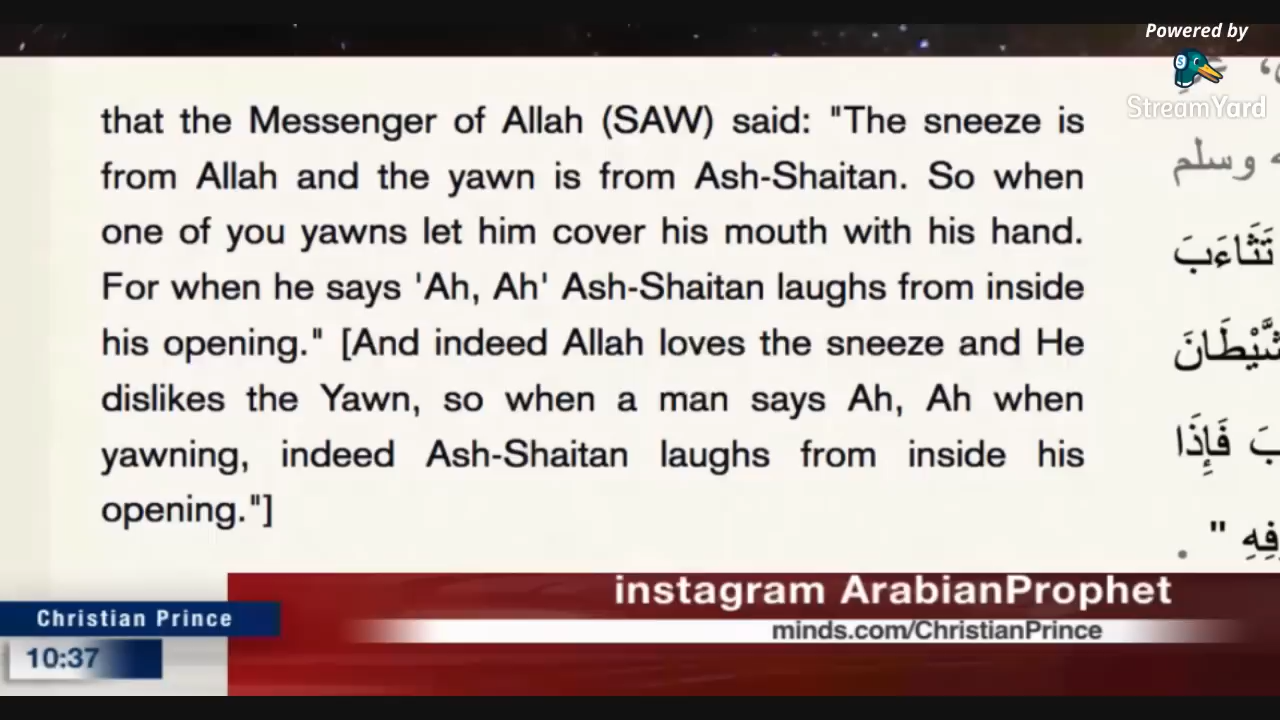 Powered by
StreamYard
that the Messenger of Allah (SAW) said: "The sneeze is
from Allah and the yawn is from Ash-Shaitan. So when
one of you yawns let him cover his mouth with his hand.
For when he says 'Ah, Ah' Ash-Shaitan laughs from inside
his opening." [And indeed Allah loves the sneeze and He
dislikes the Yawn, so when a man says Ah, Ah when
yawning, indeed Ash-Shaitan laughs from inside his
opening."]
وسلم
تَثَاءَبَ
فَإِذَا
instagram ArabianProphet
minds.com/ChristianPrince
Christian Prince
10:37